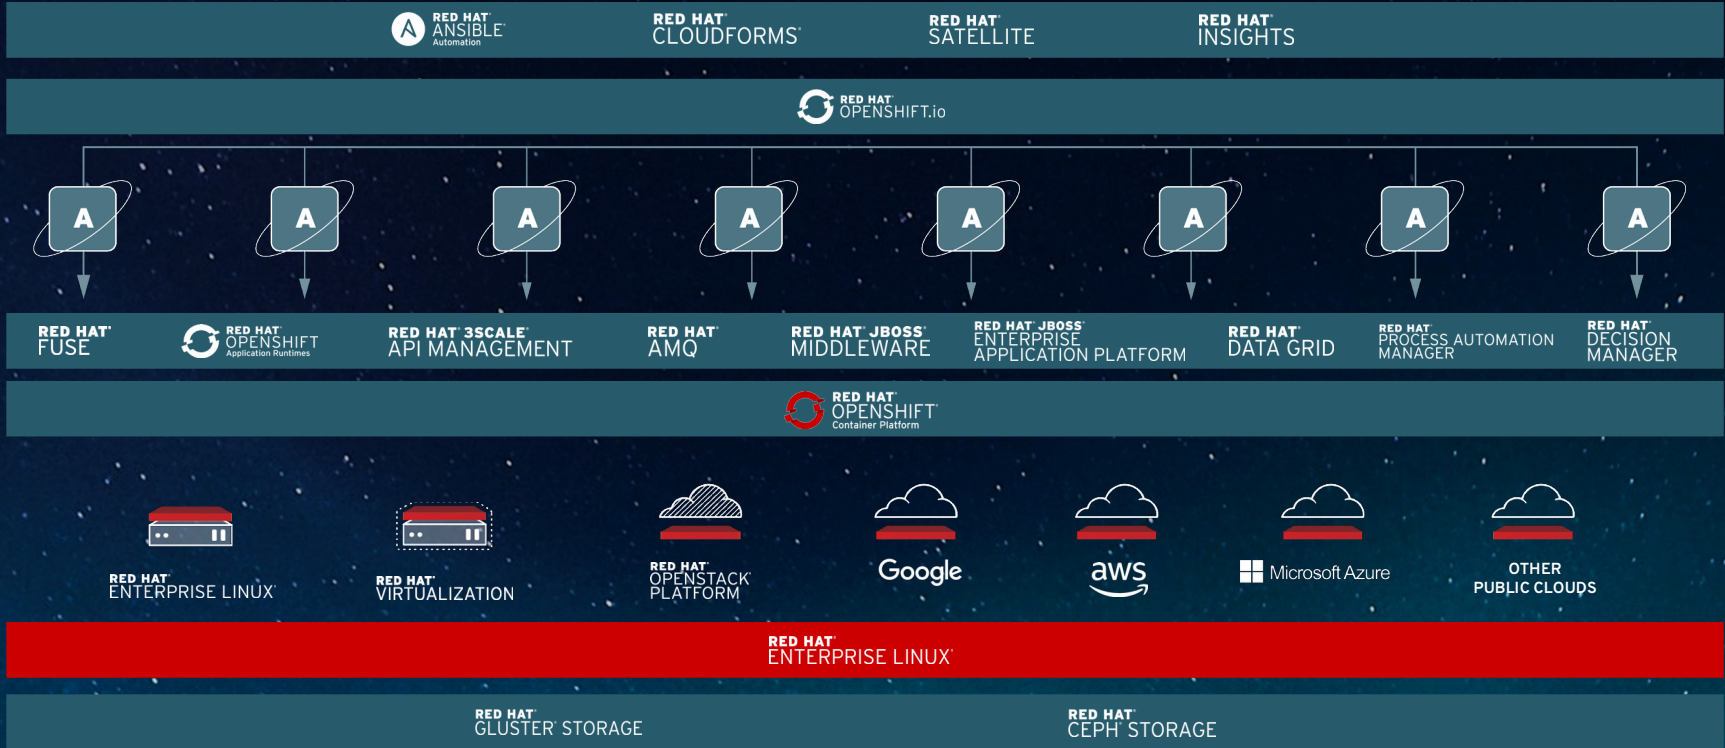 RED HAT®
ANSIBLE®
Automation
RED HAT®
CLOUDFORMS®
RED HAT®
SATELLITE
RED HAT®
INSIGHTS
RED HAT®
OPENSHIFT.io
A
A
A
A
A
A
A
A
RED HAT®
FUSE
RED HAT®
OPENSHIFT
Application Runtimes
RED HAT® 3SCALE®
API MANAGEMENT
RED HAT®
AMQ
RED HAT® JBOSS®
MIDDLEWARE
RED HAT® JBOSS®
ENTERPRISE
APPLICATION PLATFORM
RED HAT®
DATA GRID
RED HAT®
PROCESS AUTOMATION
MANAGER
RED HAT®
DECISION
MANAGER
RED HAT®
OPENSHIFT®
Container Platform
RED HAT®
ENTERPRISE LINUX®
RED HAT®
VIRTUALIZATION
RED HAT®
OPENSTACK®
PLATFORM
Google
aws
Microsoft Azure
OTHER
PUBLIC CLOUDS
RED HAT®
ENTERPRISE LINUX®
RED HAT®
GLUSTER® STORAGE
RED HAT®
CEPH® STORAGE